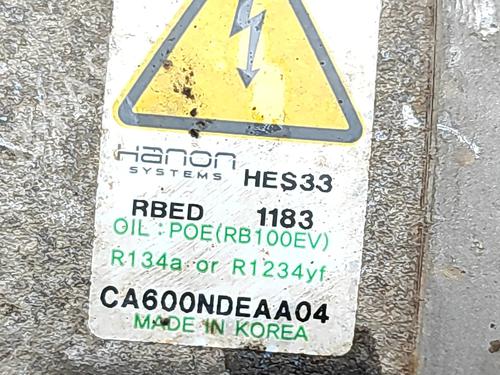 Hanon
SYSTEMS HES33
RBED 1183
OIL : POE(RB100EV)
R134a or R1234yf
CA600NDEAA04
MADE IN KOREA